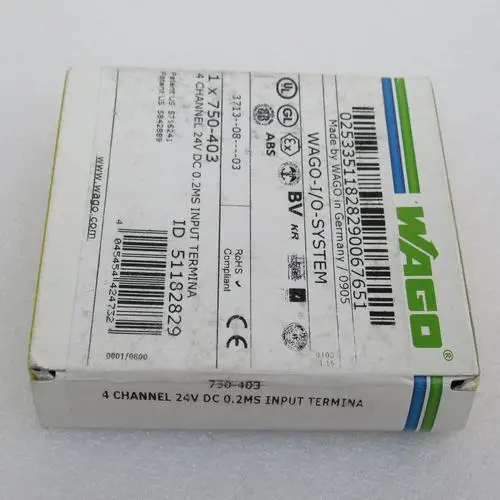 WAGO®
0253351182829006​7651
Made by WAGO in Germany / 0905
WAGO-I/O-SYSTEM
UL
GL
Ex
ABS
BV
KR
3713-08----03
1 x 750-403
4 CHANNEL 24V DC 0.2MS INPUT TERMINA
ID 51182829
RoHS ✓
Compliant
CE
Patent US 5716241
Patent US 5842889
www.wago.com
4 045454 424732
0001/0800
750-403
4 CHANNEL 24V DC 0.2MS INPUT TERMINA